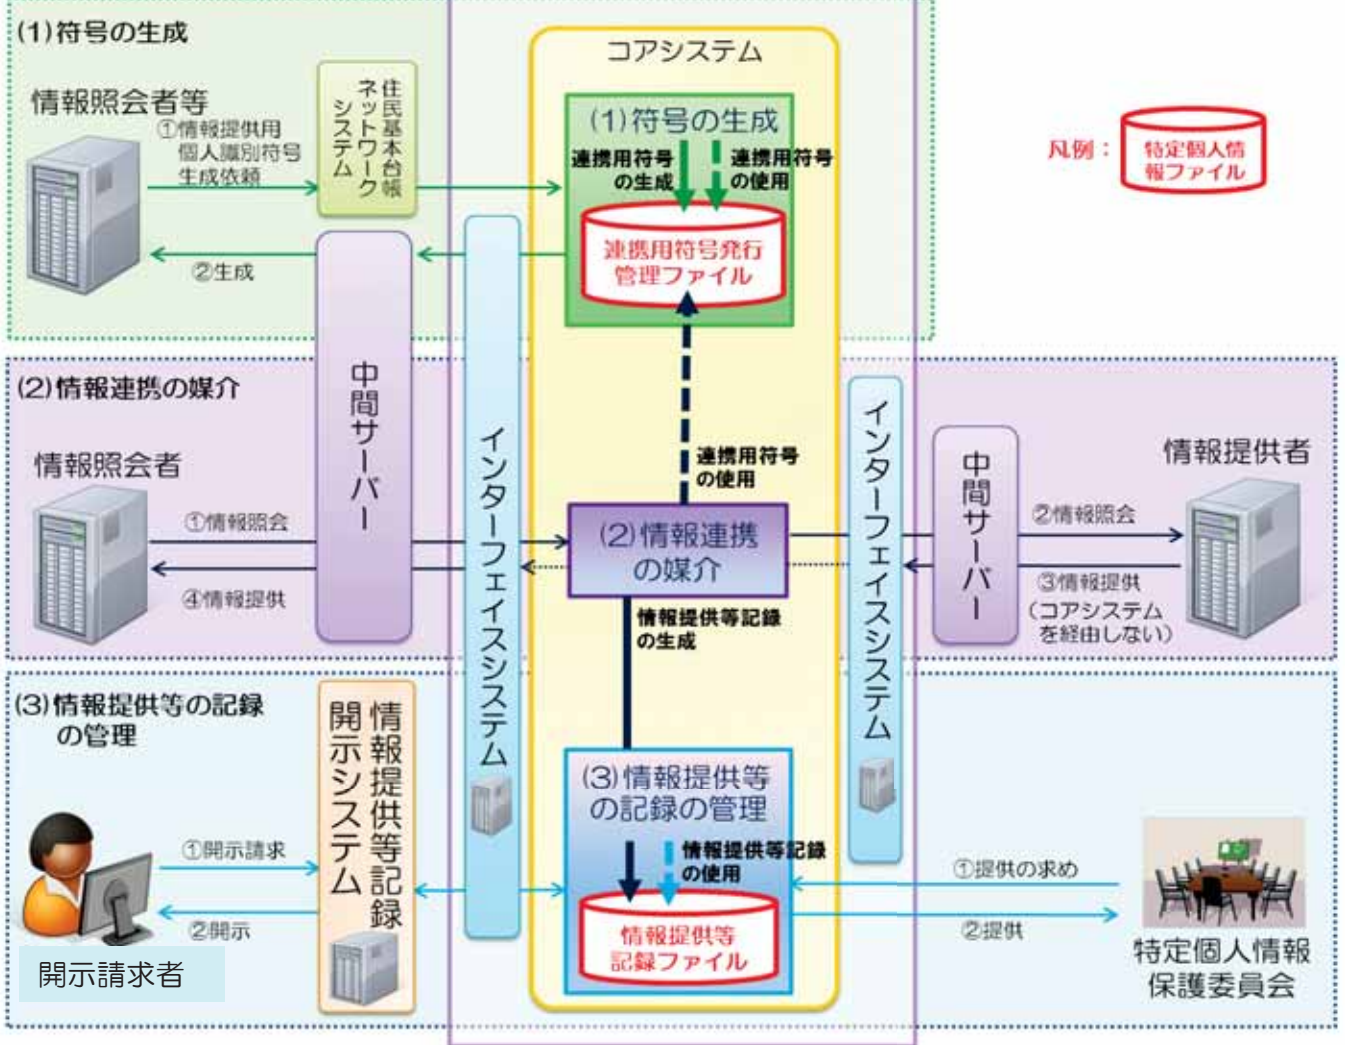 (1)符号の生成
情報照会者等
①情報提供用
個人識別符号
生成依頼
②生成
住民基本台帳
ネットワーク
システム
コアシステム
(1)符号の生成
連携用符号
の生成
連携用符号
の使用
連携用符号発行
管理ファイル
凡例：
特定個人情
報ファイル
(2)情報連携の媒介
情報照会者
①情報照会
④情報提供
中間サーバー
インターフェイスシステム
連携用符号
の使用
(2)情報連携
の媒介
情報提供等記録
の生成
インターフェイスシステム
中間サーバー
情報提供者
②情報照会
③情報提供
(コアシステム
を経由しない)
(3)情報提供等の記録
の管理
①開示請求
②開示
開示請求者
情報提供等記録
開示システム
(3)情報提供等
の記録の管理
情報提供等記録
の使用
情報提供等
記録ファイル
①提供の求め
②提供
特定個人情報
保護委員会